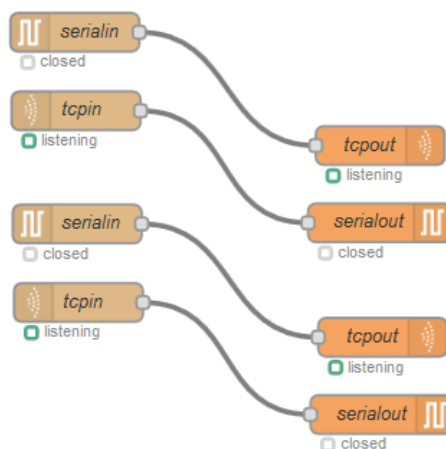 serialin
closed
tcpin
listening
tcpout
listening
serialout
closed
serialin
closed
tcpin
listening
tcpout
listening
serialout
closed